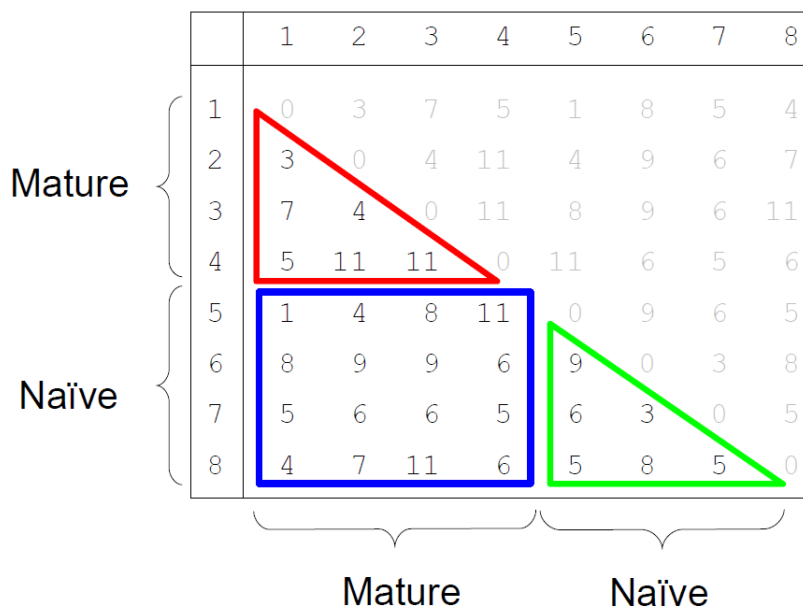 1 2 3 4 5 6 7 8
1 0 3 7 5 1 8 5 4
2 3 0 4 11 4 9 6 7
Mature
3 7 4 0 11 8 9 6 11
4 5 11 11 0 11 6 5 6
5 1 4 8 11 0 9 6 5
6 8 9 9 6 9 0 3 8
Naïve
7 5 6 6 5 6 3 0 5
8 4 7 11 6 5 8 5 0
Mature Naïve